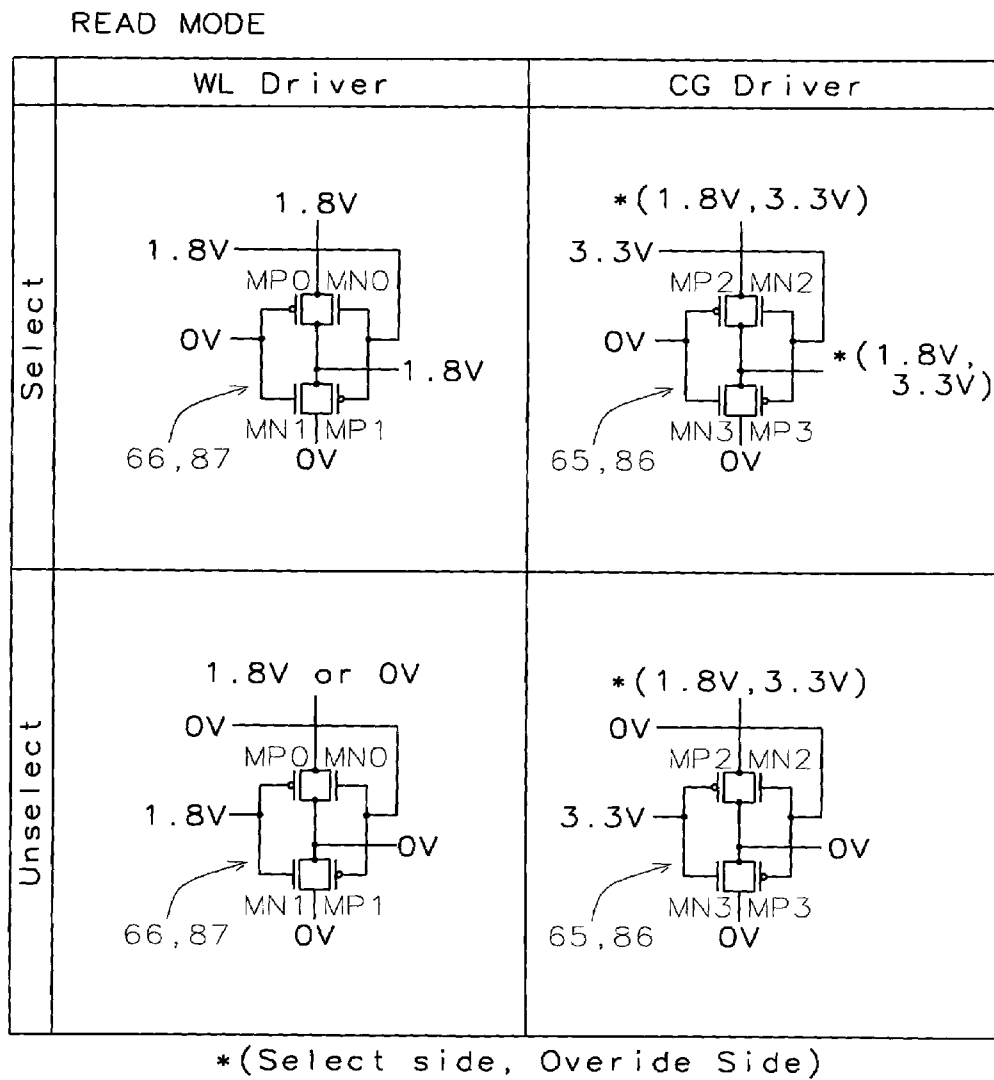 READ MODE
WL Driver
CG Driver
Select
1.8V
1.8V
MP0 MN0
0V
1.8V
MN1 MP1
66,87
0V
*(1.8V,3.3V)
3.3V
MP2 MN2
0V
*(1.8V,
3.3V)
MN3 MP3
65,86
0V
Unselect
1.8V or 0V
0V
MP0 MN0
1.8V
0V
MN1 MP1
66,87
0V
*(1.8V,3.3V)
0V
MP2 MN2
3.3V
0V
MN3 MP3
65,86
0V
*(Select side, Overide Side)